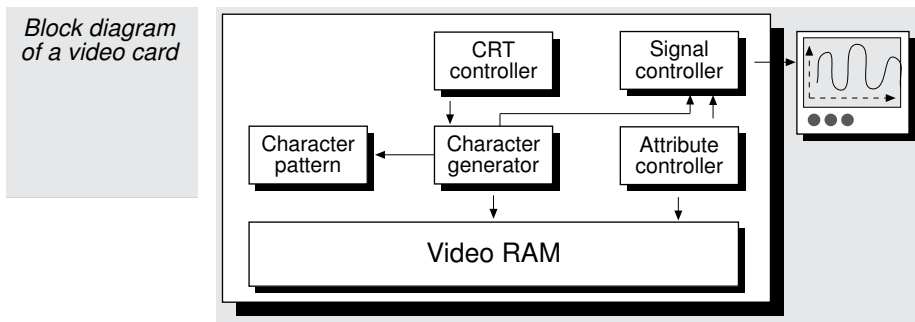 Block diagram
of a video card
CRT
controller
Signal
controller
Character
pattern
Character
generator
Attribute
controller
Video RAM